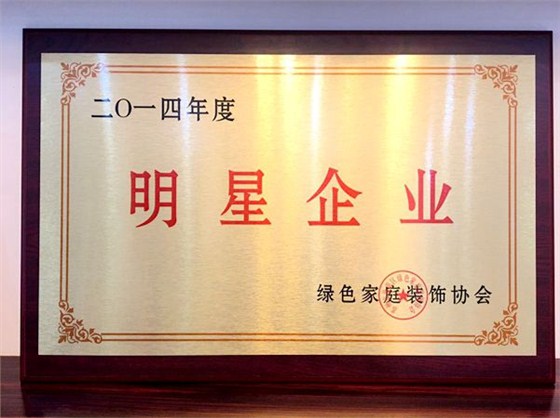 二〇一四年度
明星企业
绿色家庭装饰协会